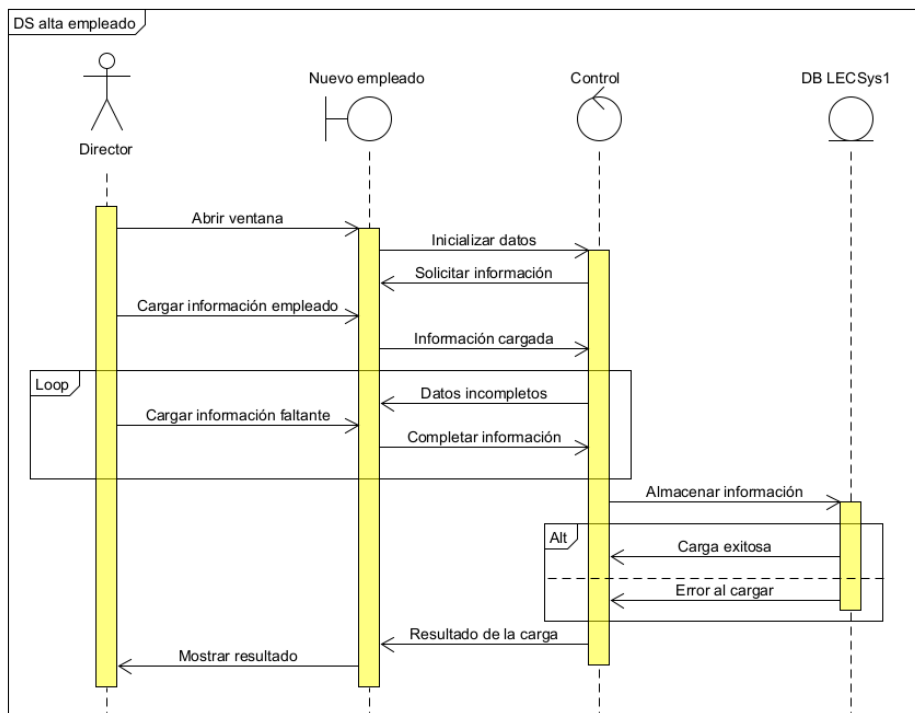 DS alta empleado
Nuevo empleado
Control
DB LECSys1
Director
Abrir ventana
Inicializar datos
Solicitar información
Cargar información empleado
Información cargada
Loop
Datos incompletos
Cargar información faltante
Completar información
Almacenar información
Alt
Carga exitosa
Error al cargar
Resultado de la carga
Mostrar resultado